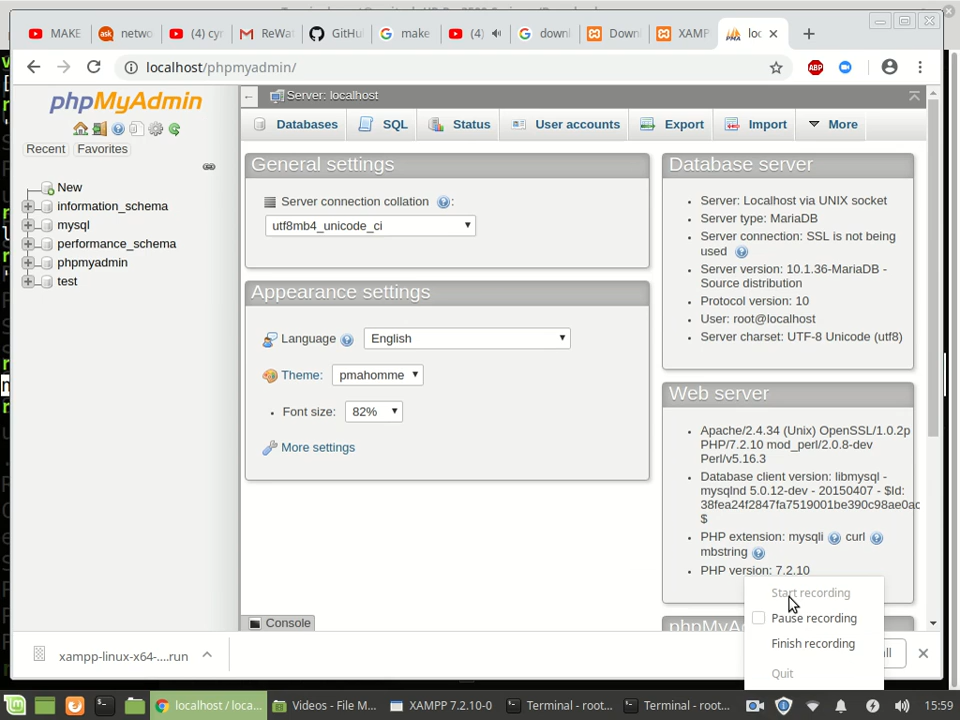 MAKE
netwo
(4) cyr
ReWa
GitHu
make
(4)
downl
Down
XAMP
loc
localhost/phpmyadmin/
ABP
phpMyAdmin
Recent
Favorites
New
information_schema
mysql
performance_schema
phpmyadmin
test
Server: localhost
Databases
SQL
Status
User accounts
Export
Import
More
General settings
Server connection collation :
utf8mb4_unicode_ci
Appearance settings
Language
English
Theme:
pmahomme
Font size:
82%
More settings
Database server
Server: Localhost via UNIX socket
Server type: MariaDB
Server connection: SSL is not being
used
Server version: 10.1.36-MariaDB -
Source distribution
Protocol version: 10
User: root@localhost
Server charset: UTF-8 Unicode (utf8)
Web server
Apache/2.4.34 (Unix) OpenSSL/1.0.2p
PHP/7.2.10 mod_perl/2.0.8-dev
Perl/v5.16.3
Database client version: libmysql -
mysqlnd 5.0.12-dev - 20150407 - $Id:
38fea24f2847fa7519001be390c98ae0ac
$
PHP extension: mysqli curl
mbstring
PHP version: 7.2.10
phpMyAdmin
Console
Start recording
Pause recording
Finish recording
Quit
xampp-linux-x64-....run
all
localhost / loca...
Videos - File M...
XAMPP 7.2.10-0
Terminal - root...
Terminal - root...
15:59